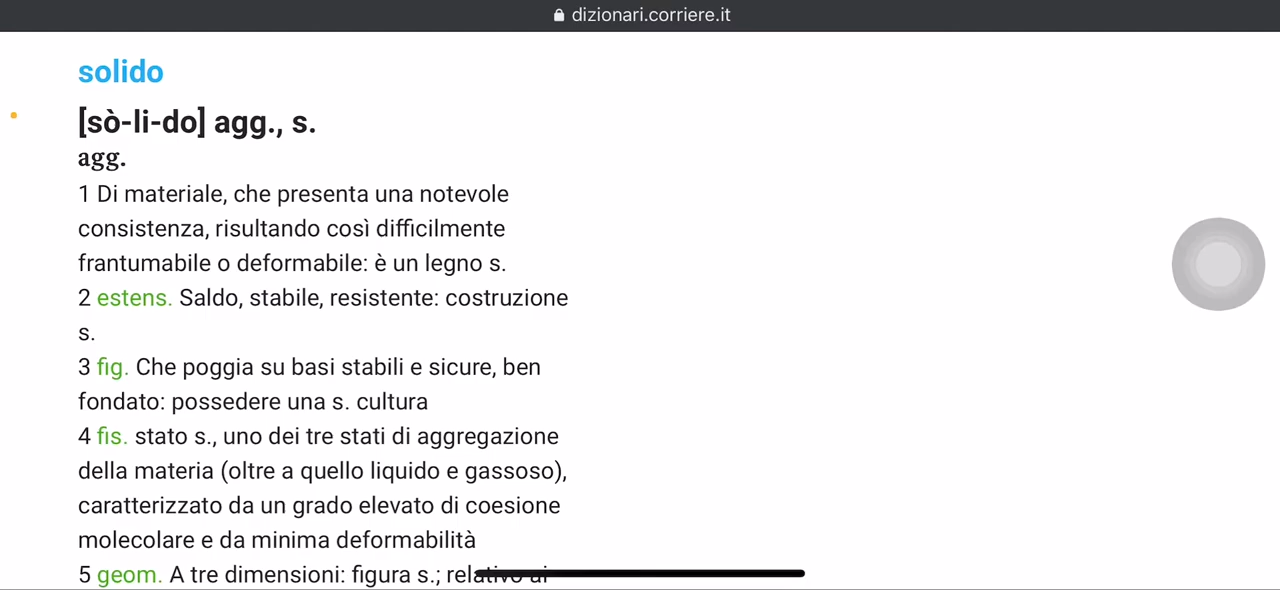 dizionari.corriere.it
solido
[sò-li-do] agg., s.
agg.
1 Di materiale, che presenta una notevole
consistenza, risultando così difficilmente
frantumabile o deformabile: è un legno s.
2 estens. Saldo, stabile, resistente: costruzione
s.
3 fig. Che poggia su basi stabili e sicure, ben
fondato: possedere una s. cultura
4 fis. stato s., uno dei tre stati di aggregazione
della materia (oltre a quello liquido e gassoso),
caratterizzato da un grado elevato di coesione
molecolare e da minima deformabilità
5 geom. A tre dimensioni: figura s.; relativo ai